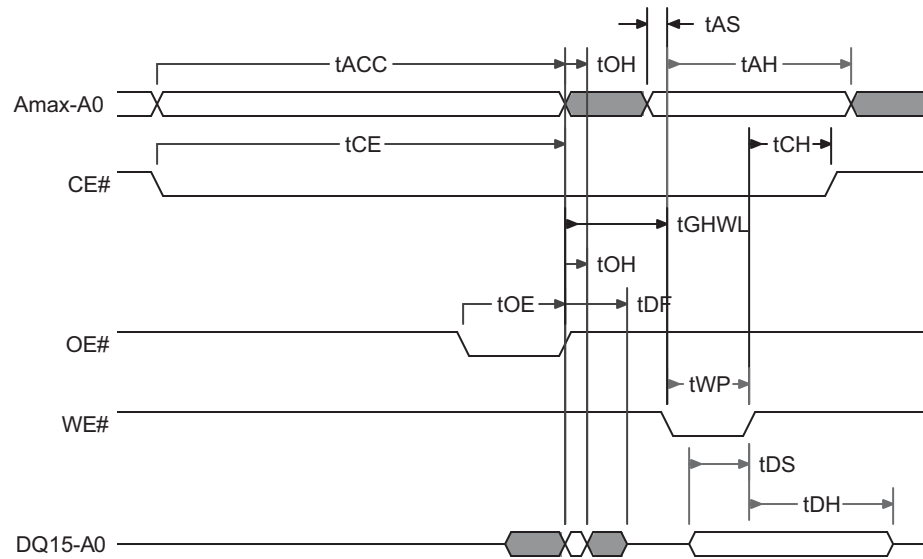 tAS
tACC
tOH
tAH
Amax-A0
tCE
tCH
CE#
tGHWL
tOH
tOE
tDF
OE#
tWP
WE#
tDS
tDH
DQ15-A0